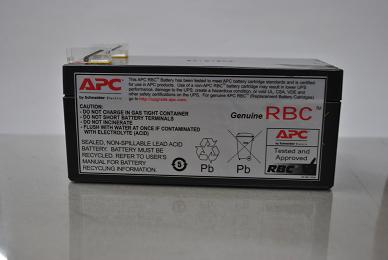 APC
by Schneider Electric
This APC RBC™ Battery has been tested to meet APC battery cartridge standards and is compatible
for use in APC Back-UPS. Use of a non-APC RBC™ battery cartridge may result in lower UPS
performance, damage to the UPS, create a hazardous condition, or void UL, CSA, VDE and
other safety certifications. For genuine APC RBC™ (Replacement Battery Cartridges)
go to http://upgrade.apc.com.
CAUTION:
• DO NOT CHARGE IN GAS TIGHT CONTAINER
• DO NOT SHORT BATTERY TERMINALS
• DO NOT INCINERATE
• FLUSH WITH WATER AT ONCE IF CONTAMINATED
WITH ELECTROLYTE (ACID)
Genuine RBC™
SEALED, NON-SPILLABLE LEAD ACID
BATTERY. BATTERY MUST BE
RECYCLED. REFER TO USER'S
MANUAL FOR BATTERY
RECYCLING INFORMATION
Pb
Pb
APC
by Schneider Electric
Tested and
Approved
RBC